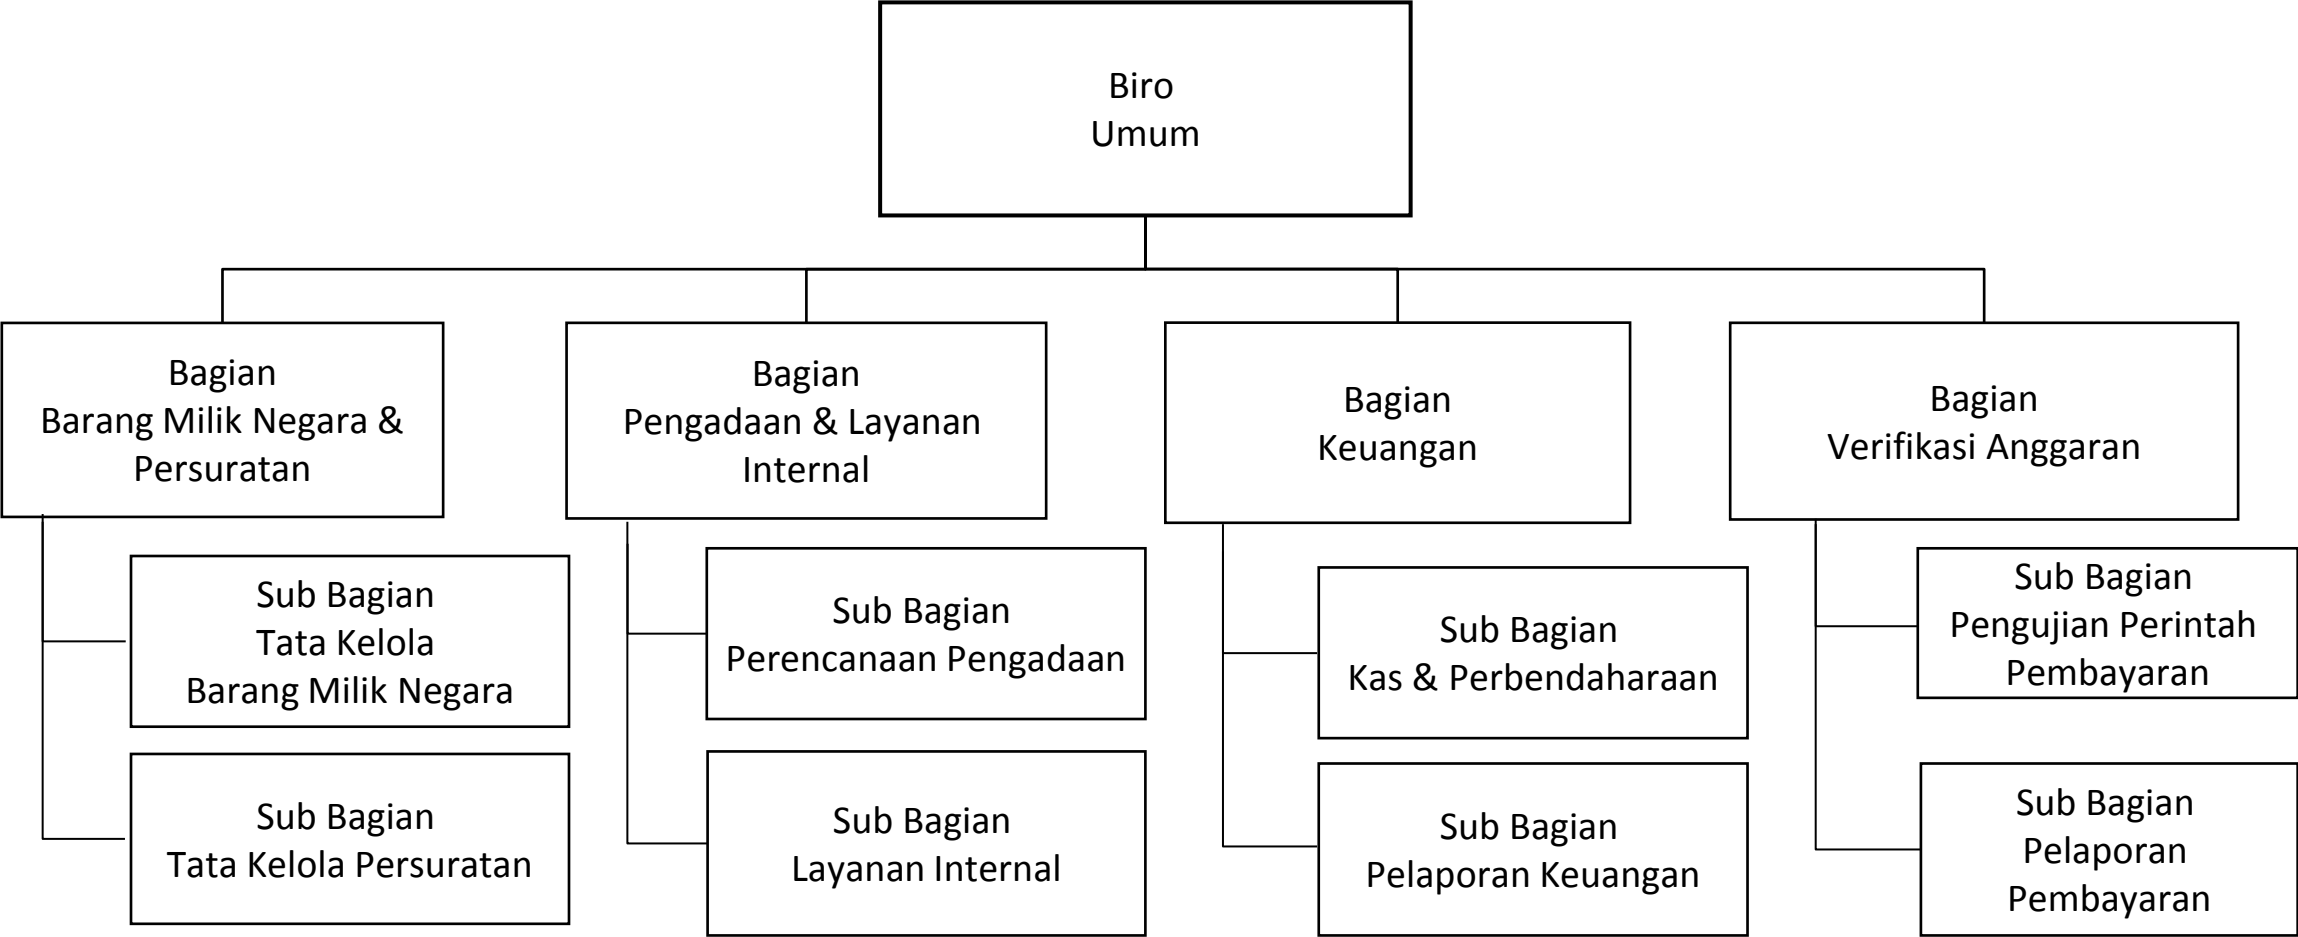 Biro
Umum
Bagian
Barang Milik Negara &
Persuratan
Bagian
Pengadaan & Layanan
Internal
Bagian
Keuangan
Bagian
Verifikasi Anggaran
Sub Bagian
Tata Kelola
Barang Milik Negara
Sub Bagian
Perencanaan Pengadaan
Sub Bagian
Kas & Perbendaharaan
Sub Bagian
Pengujian Perintah
Pembayaran
Sub Bagian
Tata Kelola Persuratan
Sub Bagian
Layanan Internal
Sub Bagian
Pelaporan Keuangan
Sub Bagian
Pelaporan
Pembayaran